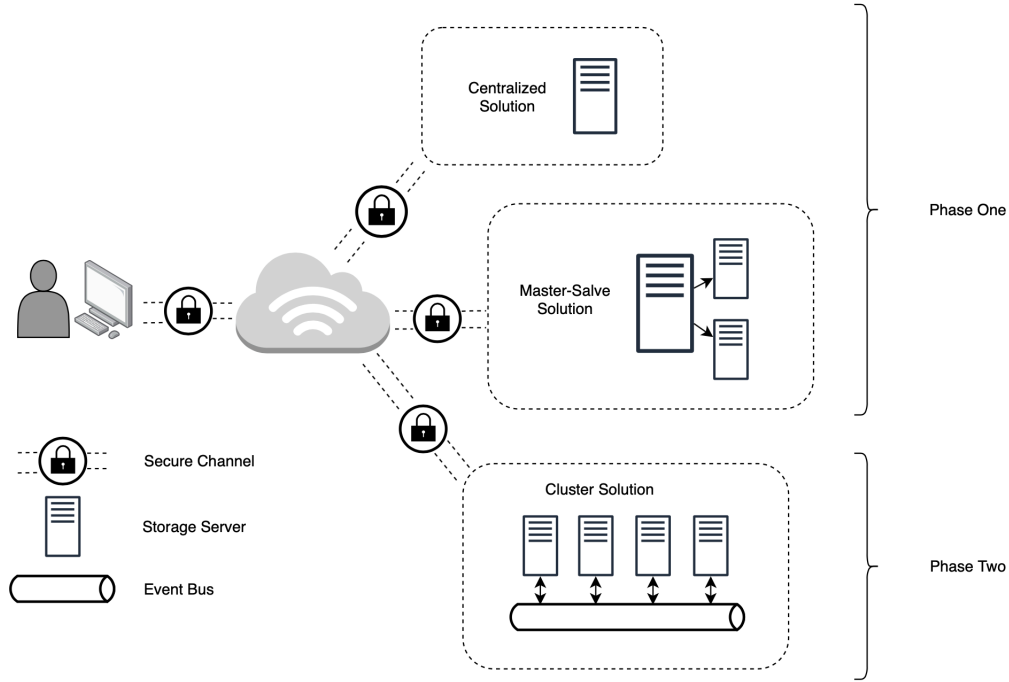 Centralized
Solution
Phase One
Master-Salve
Solution
Secure Channel
Cluster Solution
Storage Server
Phase Two
Event Bus